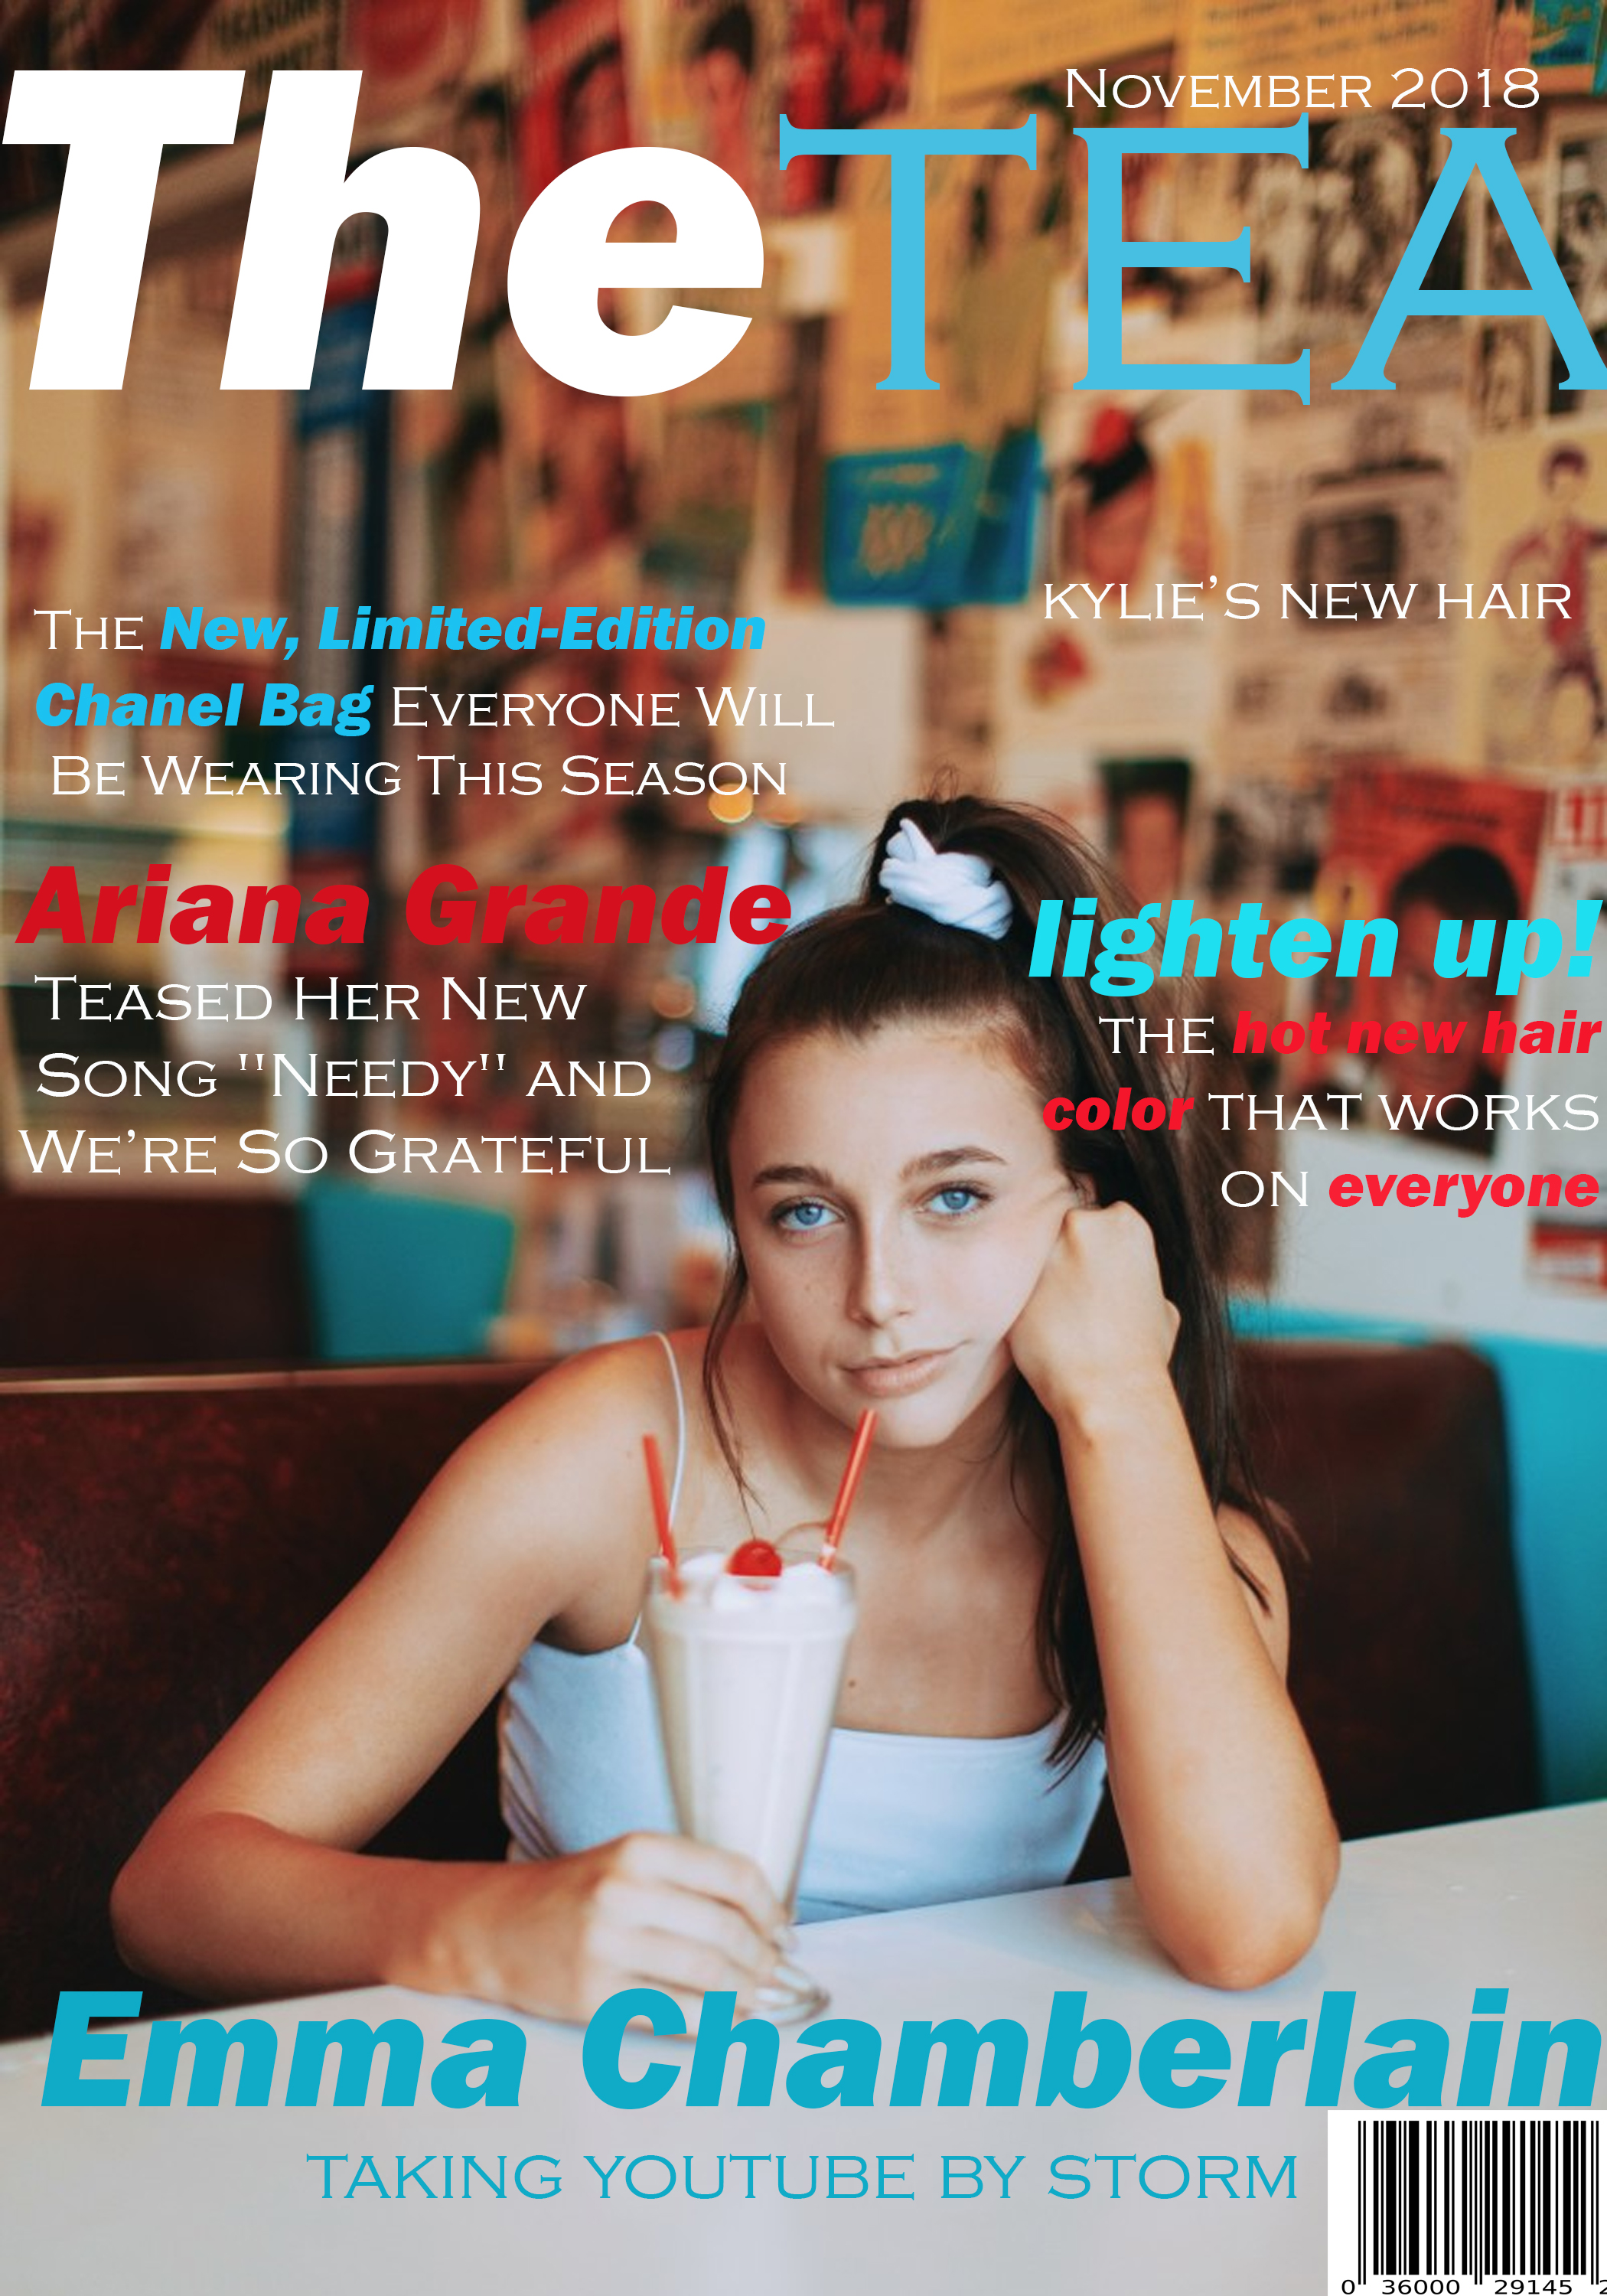 November 2018
The TEA
The New, Limited-Edition
Chanel Bag Everyone Will
Be Wearing This Season
Ariana Grande
Teased Her New
Song "Needy" and
We're So Grateful
KYLIE'S NEW HAIR
lighten up!
THE hot new hair
color THAT WORKS
ON everyone
Emma Chamberlain
TAKING YOUTUBE BY STORM
0 36000 29145 2